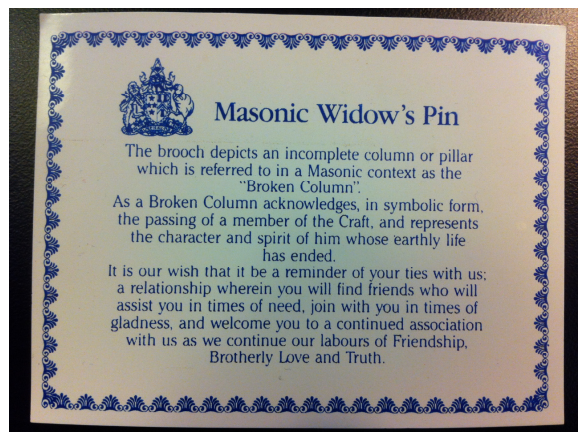 Masonic Widow's Pin
The brooch depicts an incomplete column or pillar
which is referred to in a Masonic context as the
"Broken Column".
As a Broken Column acknowledges, in symbolic form,
the passing of a member of the Craft, and represents
the character and spirit of him whose earthly life
has ended.
It is our wish that it be a reminder of your ties with us;
a relationship wherein you will find friends who will
assist you in times of need, join with you in times of
gladness, and welcome you to a continued association
with us as we continue our labours of Friendship,
Brotherly Love and Truth.